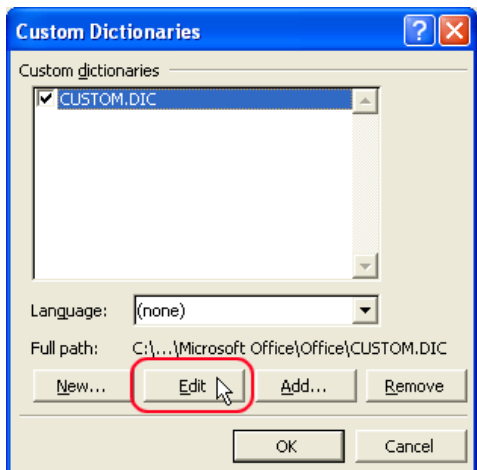 Custom Dictionaries
Custom dictionaries
CUSTOM.DIC
Language: (none)
Full path: C:\...\Microsoft Office\Office\CUSTOM.DIC
New... Edit Add... Remove
OK Cancel